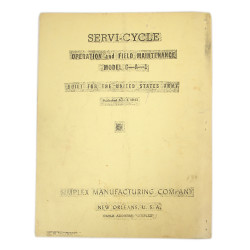 SERVI-CYCLE
OPERATION and FIELD MAINTENANCE
MODEL
BUILT FOR THE UNITED STATES ARMY
SIMPLEX MANUFACTURING COMPANY
NEW ORLEANS, U. S. A.